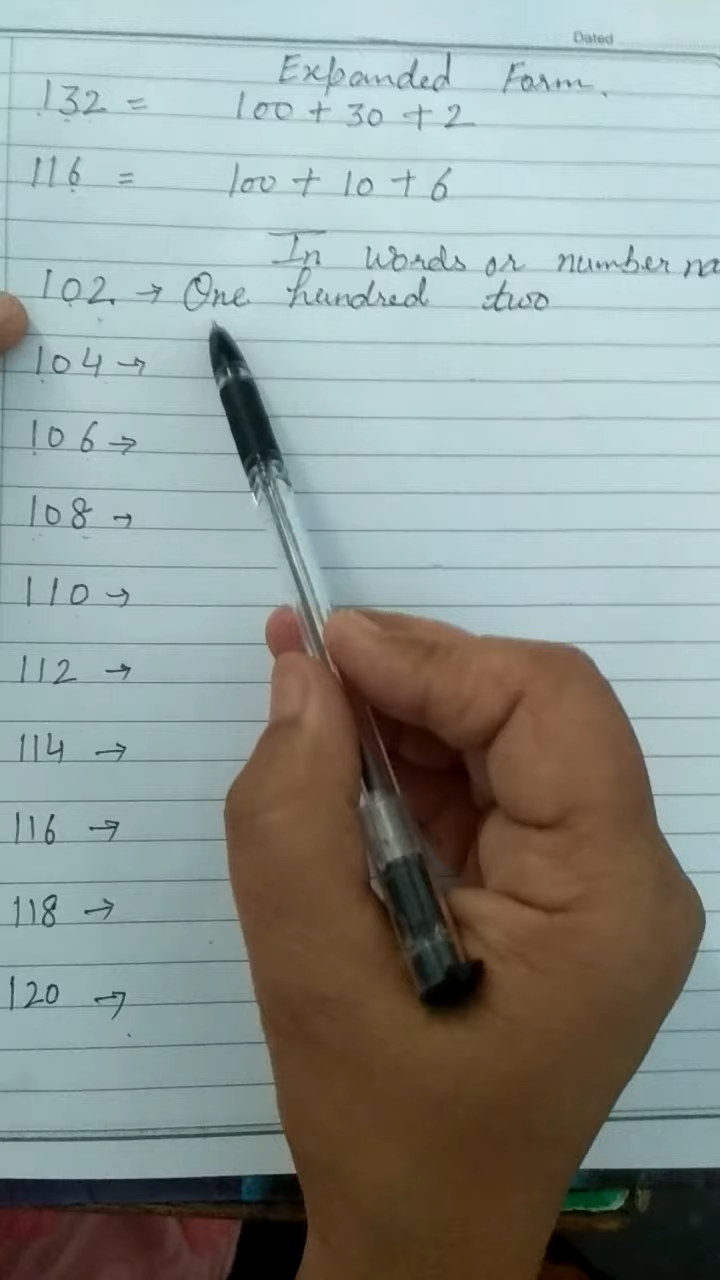 Dated
Expanded Form.
132 = 100 + 30 + 2
116 = 100 + 10 + 6
In words or number na
102 → One hundred two
104 →
106 →
108 →
110 →
112 →
114 →
116 →
118 →
120 →